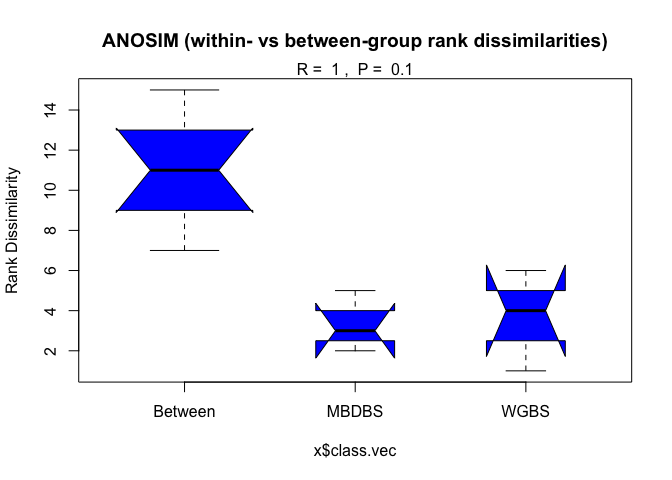 ANOSIM (within- vs between-group rank dissimilarities)
R =  1 ,  P =  0.1
Rank Dissimilarity
14
12
10
8
6
4
2
Between MBDBS WGBS
x$class.vec